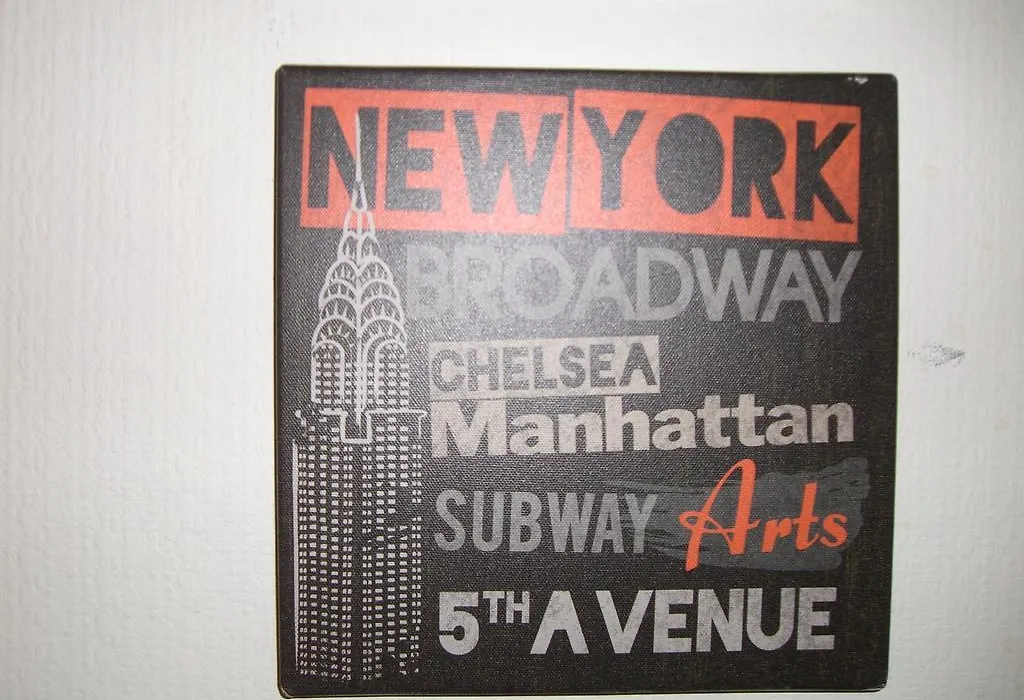 NEW YORK
BROADWAY
CHELSEA
Manhattan
SUBWAY Arts
5TH AVENUE